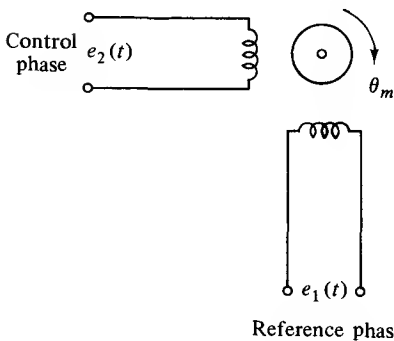 Control
phase
e₂(t)
θₘ
e₁(t)
Reference phas